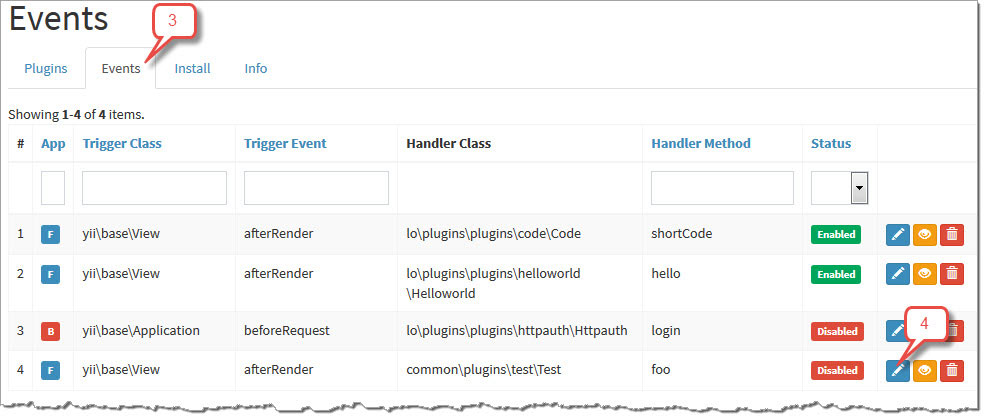 Events
3
Plugins Events Install Info
Showing 1-4 of 4 items.
# App Trigger Class Trigger Event Handler Class Handler Method Status
1 F yii\base\View afterRender lo\plugins\plugins\code\Code shortCode Enabled
2 F yii\base\View afterRender lo\plugins\plugins\helloworld hello Enabled
\Helloworld
3 B yii\base\Application beforeRequest lo\plugins\plugins\httpauth\Httpauth login Disabled
4
4 F yii\base\View afterRender common\plugins\test\Test foo Disabled